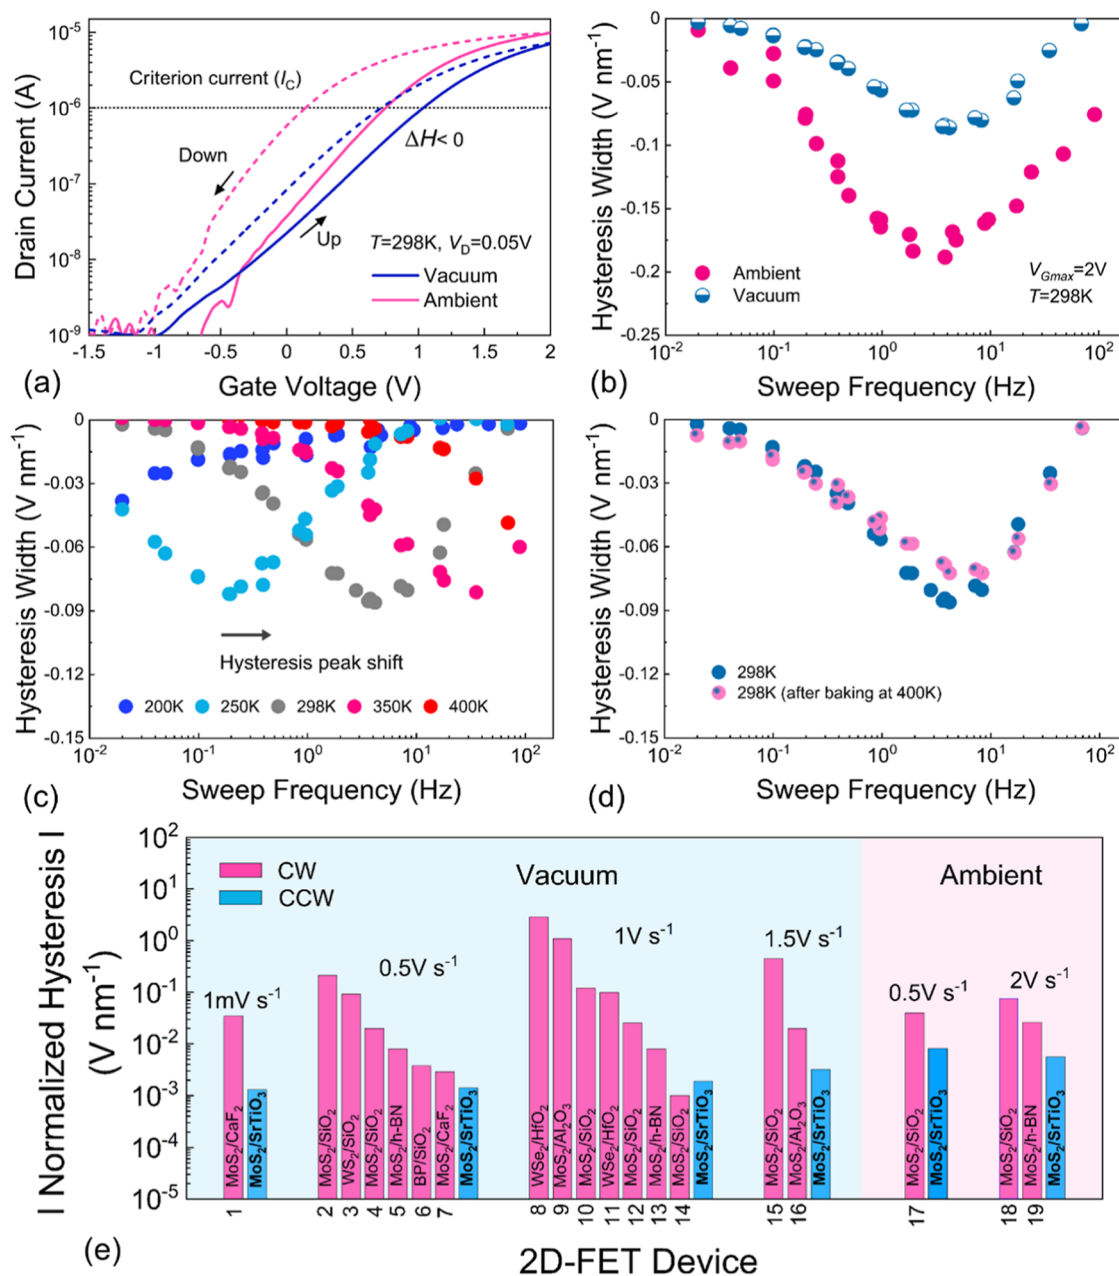 10⁻⁵
10⁻⁶
10⁻⁷
10⁻⁸
10⁻⁹
Drain Current (A)
Criterion current (I_C)
ΔH< 0
Down
Up
T=298K, V_D=0.05V
Vacuum
Ambient
-1.5 -1 -0.5 0 0.5 1 1.5 2
(a) Gate Voltage (V)
0
-0.05
-0.1
-0.15
-0.2
-0.25
Hysteresis Width (V nm⁻¹)
Ambient
Vacuum
V_Gmax=2V
T=298K
10⁻² 10⁻¹ 10⁰ 10¹ 10²
(b) Sweep Frequency (Hz)
0
-0.03
-0.06
-0.09
-0.12
-0.15
Hysteresis Width (V nm⁻¹)
Hysteresis peak shift
200K 250K 298K 350K 400K
10⁻² 10⁻¹ 10⁰ 10¹ 10²
(c) Sweep Frequency (Hz)
0
-0.03
-0.06
-0.09
-0.12
-0.15
Hysteresis Width (V nm⁻¹)
298K
298K (after baking at 400K)
10⁻² 10⁻¹ 10⁰ 10¹ 10²
(d) Sweep Frequency (Hz)
I Normalized Hysteresis I
(V nm⁻¹)
10²
10¹
10⁰
10⁻¹
10⁻²
10⁻³
10⁻⁴
10⁻⁵
CW
CCW
Vacuum
Ambient
1mV s⁻¹
0.5V s⁻¹
1V s⁻¹
1.5V s⁻¹
0.5V s⁻¹
2V s⁻¹
MoS₂/CaF₂
MoS₂/SrTiO₃
MoS₂/SiO₂
WS₂/SiO₂
MoS₂/SiO₂
MoS₂/h-BN
BP/SiO₂
MoS₂/CaF₂
MoS₂/SrTiO₃
WSe₂/HfO₂
MoS₂/Al₂O₃
MoS₂/SiO₂
WSe₂/HfO₂
MoS₂/SiO₂
MoS₂/h-BN
MoS₂/SiO₂
MoS₂/SrTiO₃
MoS₂/SiO₂
MoS₂/Al₂O₃
MoS₂/SrTiO₃
MoS₂/SiO₂
MoS₂/SrTiO₃
MoS₂/SiO₂
MoS₂/h-BN
MoS₂/SrTiO₃
1 2 3 4 5 6 7 8 9 10 11 12 13 14 15 16 17 18 19
(e) 2D-FET Device